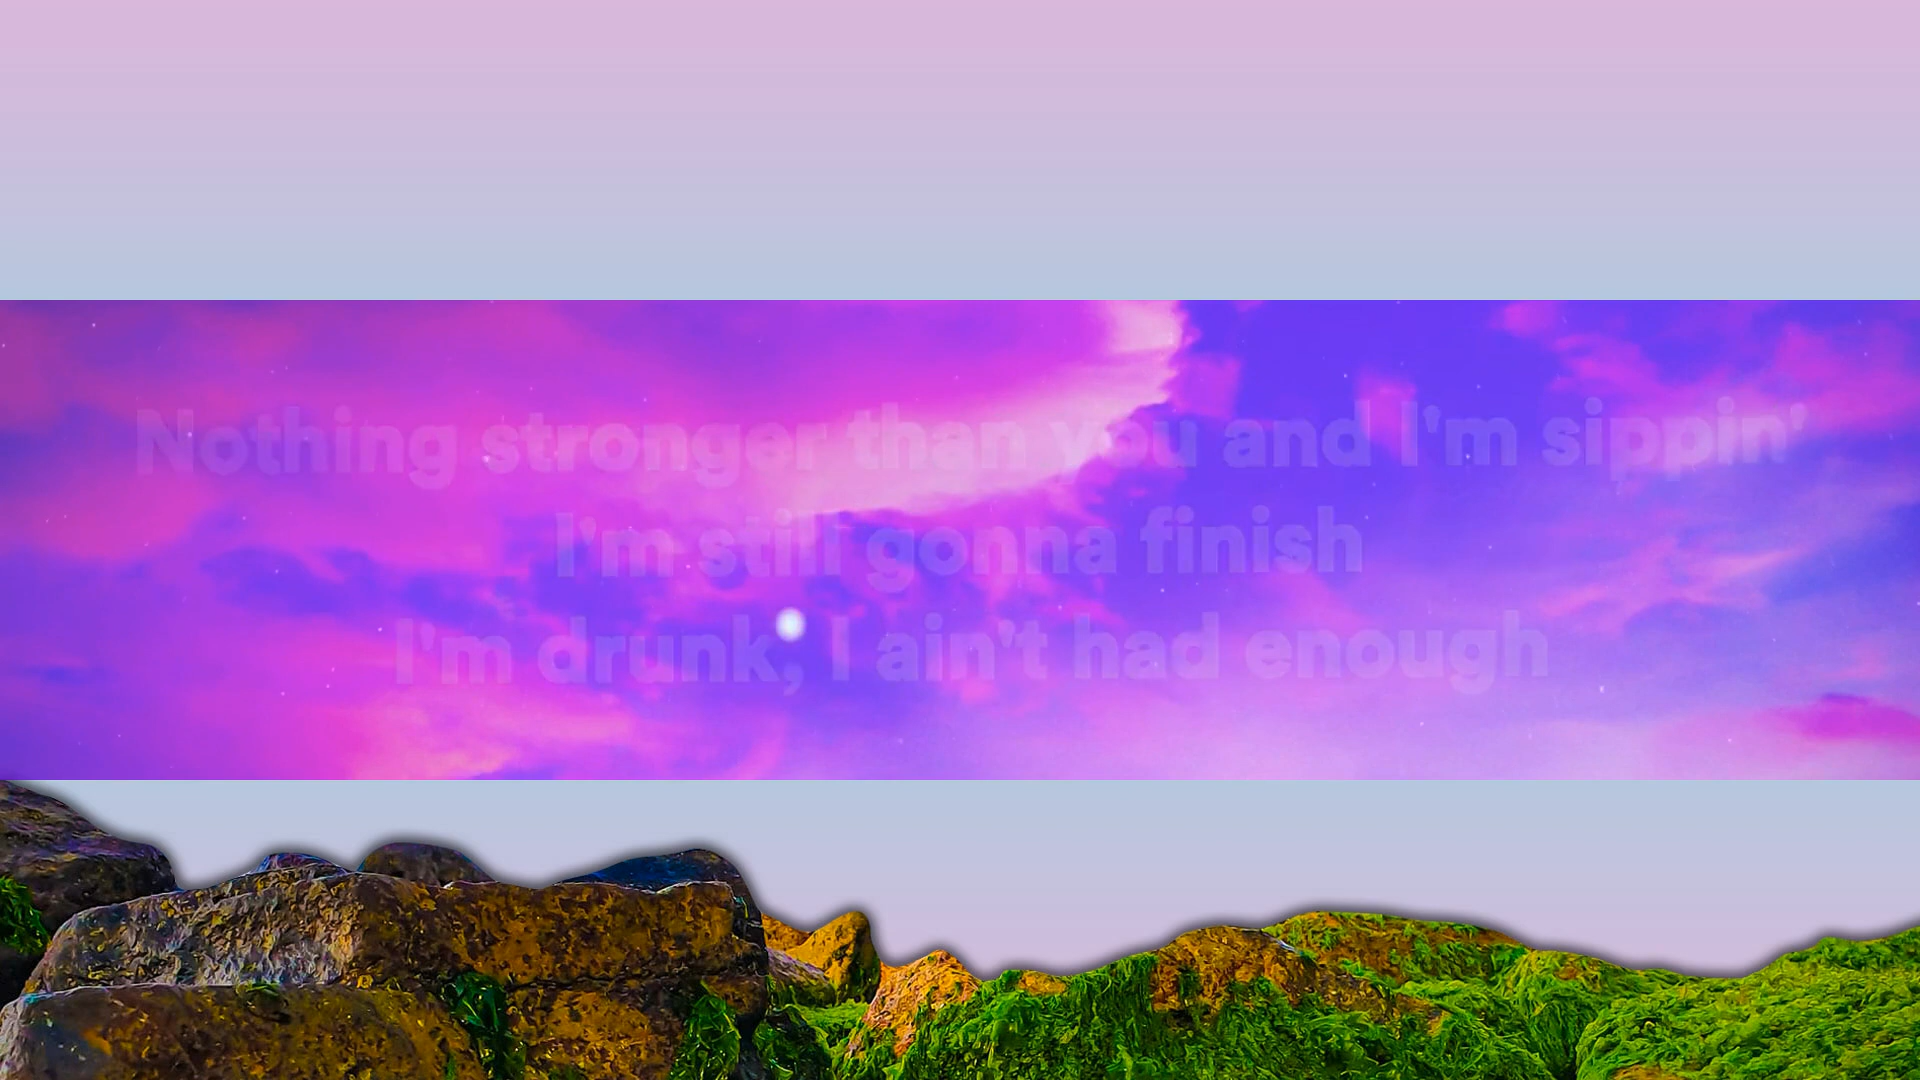 Nothing stronger than you and I'm sippin'
I'm still gonna finish
I'm drunk, I ain't had enough